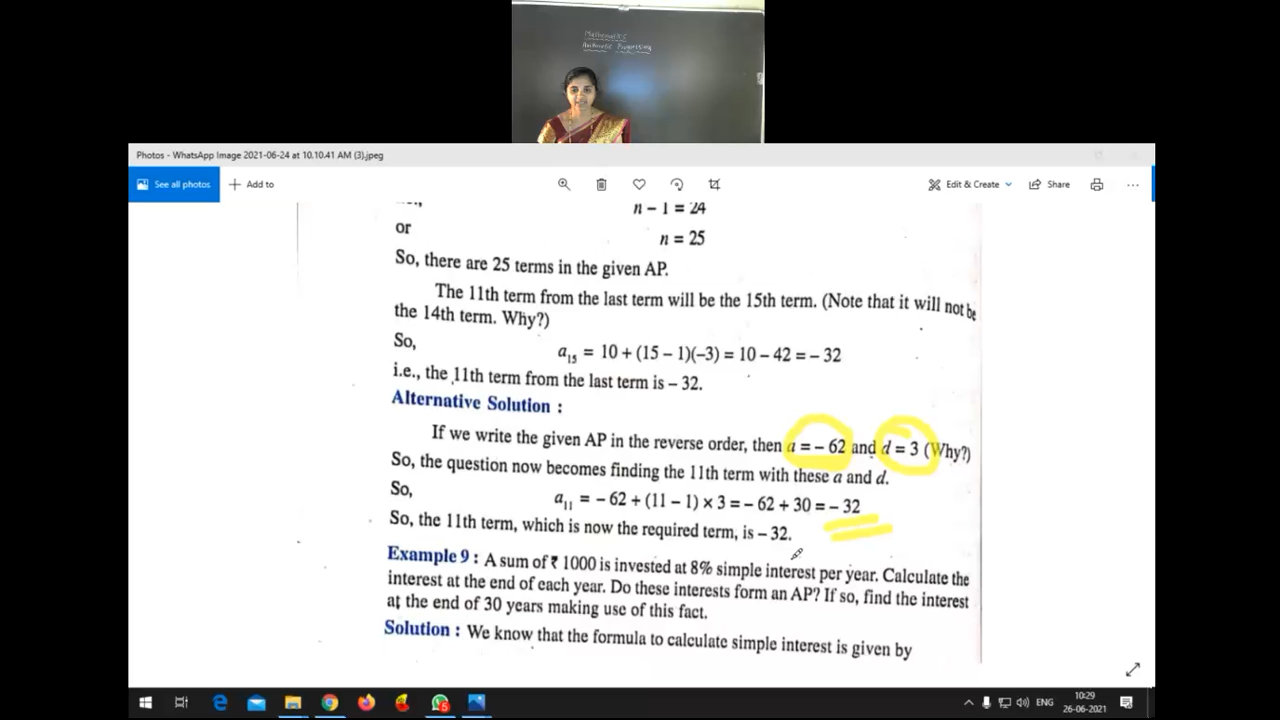 Mathematics
Arithmetic Progression
Photos - WhatsApp Image 2021-06-24 at 10.10.41 AM (3).jpeg
See all photos
Add to
Edit & Create
Share
n – 1 = 24
or
n = 25
So, there are 25 terms in the given AP.
The 11th term from the last term will be the 15th term. (Note that it will not be
the 14th term. Why?)
So,
a₁₅ = 10 + (15 – 1)(–3) = 10 – 42 = – 32
i.e., the 11th term from the last term is – 32.
Alternative Solution :
If we write the given AP in the reverse order, then a = – 62 and d = 3 (Why?)
So, the question now becomes finding the 11th term with these a and d.
So,
a₁₁ = – 62 + (11 – 1) × 3 = – 62 + 30 = – 32
So, the 11th term, which is now the required term, is – 32.
Example 9 : A sum of ₹ 1000 is invested at 8% simple interest per year. Calculate the
interest at the end of each year. Do these interests form an AP? If so, find the interest
at the end of 30 years making use of this fact.
Solution : We know that the formula to calculate simple interest is given by
5
ENG
10:29
26-06-2021